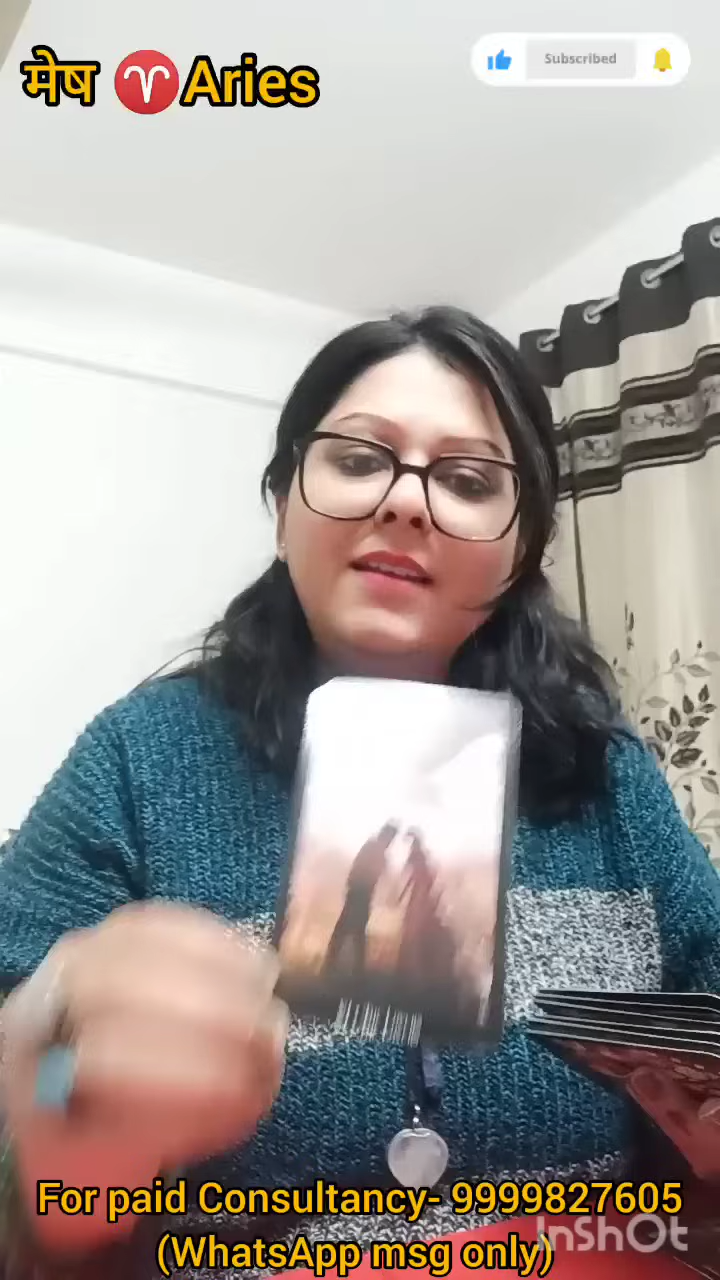 मेष ♈Aries
Subscribed
For paid Consultancy- 9999827605
(WhatsApp msg only)
InShOt